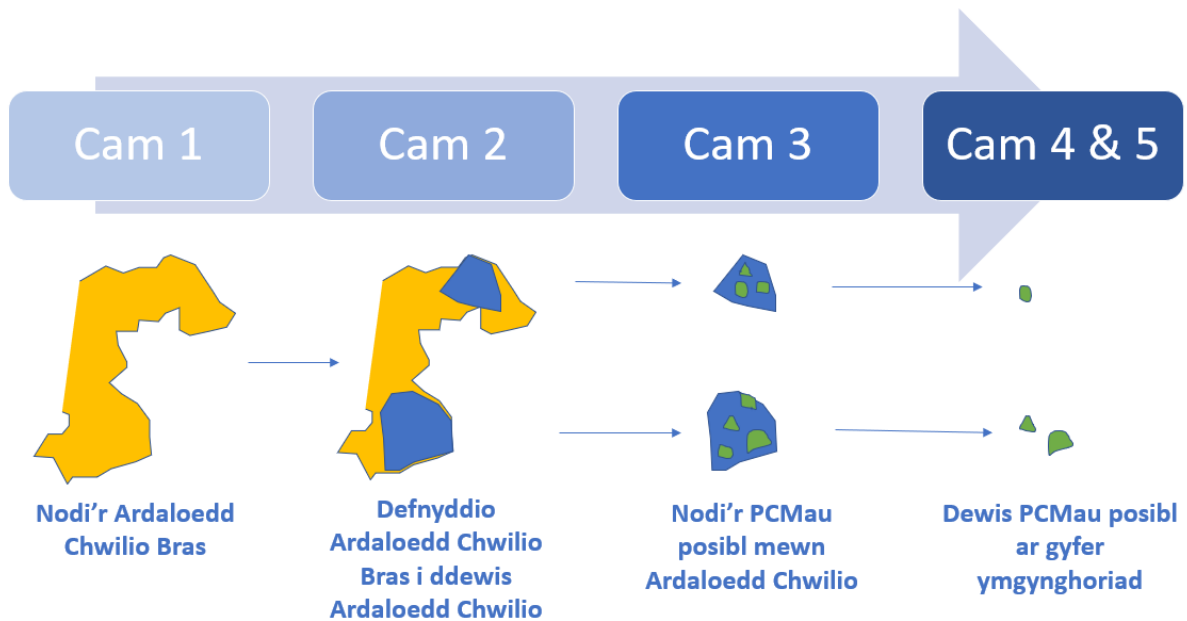 Cam 1
Cam 2
Cam 3
Cam 4 & 5
Nodi'r Ardaloedd
Chwilio Bras
Defnyddio
Ardaloedd Chwilio
Bras i ddewis
Ardaloedd Chwilio
Nodi'r PCMau
posibl mewn
Ardaloedd Chwilio
Dewis PCMau posibl
ar gyfer
ymgynghoriad